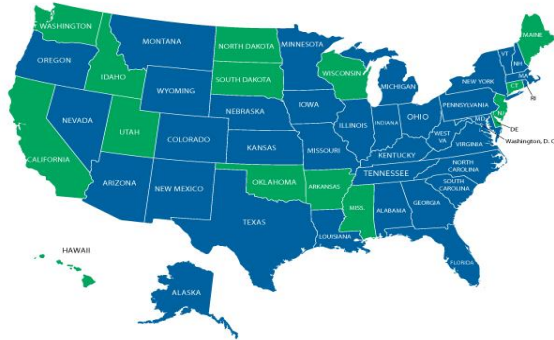 WASHINGTON
OREGON
IDAHO
MONTANA
NORTH DAKOTA
SOUTH DAKOTA
MINNESOTA
WISCONSIN
MICHIGAN
MAINE
VT
NH
MA
CT
RI
NEW YORK
WYOMING
NEBRASKA
IOWA
ILLINOIS
INDIANA
OHIO
PENNSYLVANIA
NJ
MD
DE
Washington, D. C
NEVADA
UTAH
COLORADO
KANSAS
MISSOURI
KENTUCKY
WEST
VA
VIRGINIA
CALIFORNIA
ARIZONA
NEW MEXICO
OKLAHOMA
ARKANSAS
TENNESSEE
NORTH
CAROLINA
SOUTH
CAROLINA
TEXAS
LOUISIANA
MISS.
ALABAMA
GEORGIA
FLORIDA
HAWAII
ALASKA